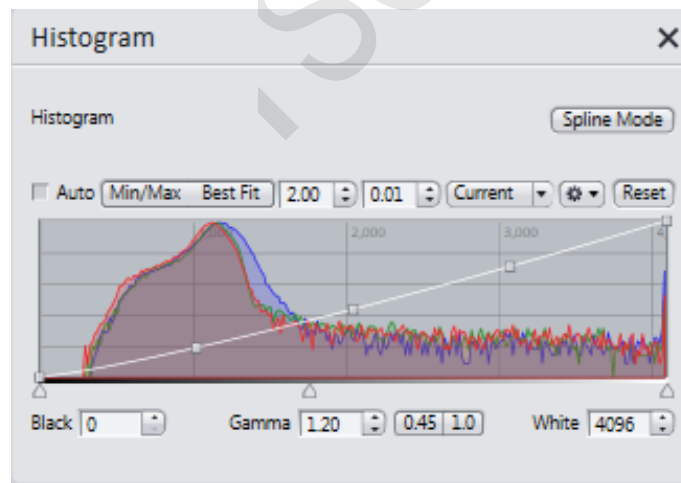 Histogram
Histogram Spline Mode
Auto Min/Max Best Fit 2.00 0.01 Current Reset
2,000 3,000
Black 0 Gamma 1.20 0.45 1.0 White 4096